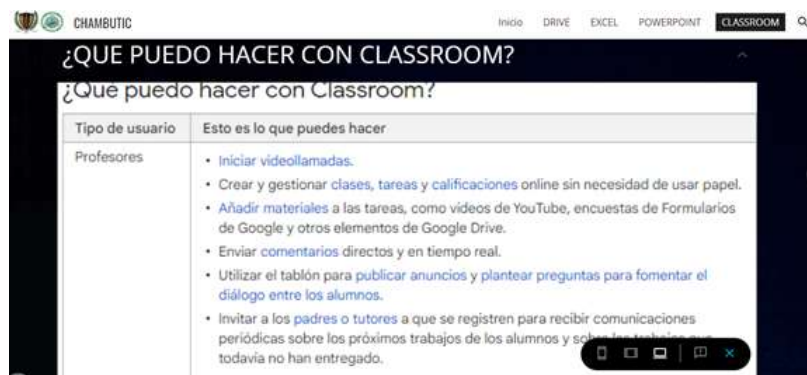 CHAMBUTIC
Inicio DRIVE EXCEL POWERPOINT CLASSROOM
¿QUE PUEDO HACER CON CLASSROOM?
¿Qué puedo hacer con Classroom?
Tipo de usuario Esto es lo que puedes hacer
Profesores
• Iniciar videollamadas.
• Crear y gestionar clases, tareas y calificaciones online sin necesidad de usar papel.
• Añadir materiales a las tareas, como videos de YouTube, encuestas de Formularios
de Google y otros elementos de Google Drive.
• Enviar comentarios directos y en tiempo real.
• Utilizar el tablón para publicar anuncios y plantear preguntas para fomentar el
diálogo entre los alumnos.
• Invitar a los padres o tutores a que se registren para recibir comunicaciones
periódicas sobre los próximos trabajos de los alumnos y
todavía no han entregado.